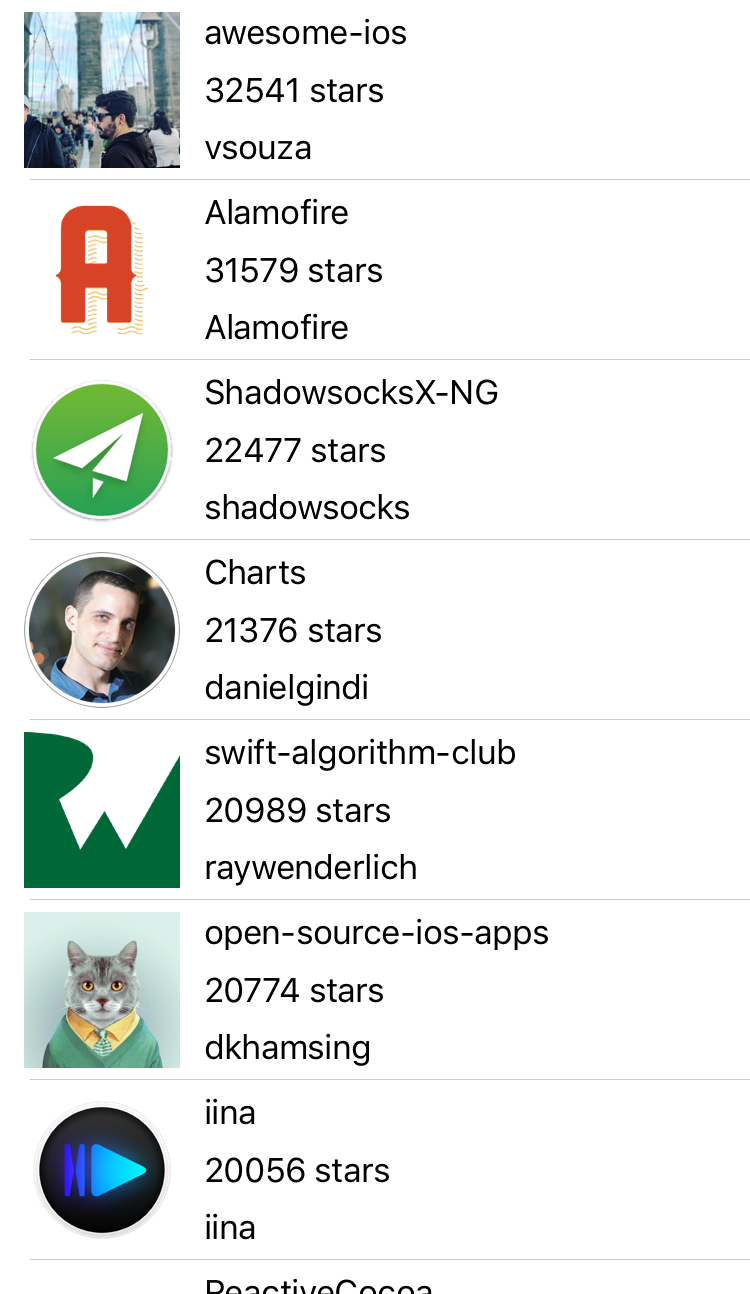 awesome-ios
32541 stars
vsouza
Alamofire
31579 stars
Alamofire
ShadowsocksX-NG
22477 stars
shadowsocks
Charts
21376 stars
danielgindi
swift-algorithm-club
20989 stars
raywenderlich
open-source-ios-apps
20774 stars
dkhamsing
iina
20056 stars
iina
ReactiveCocoa